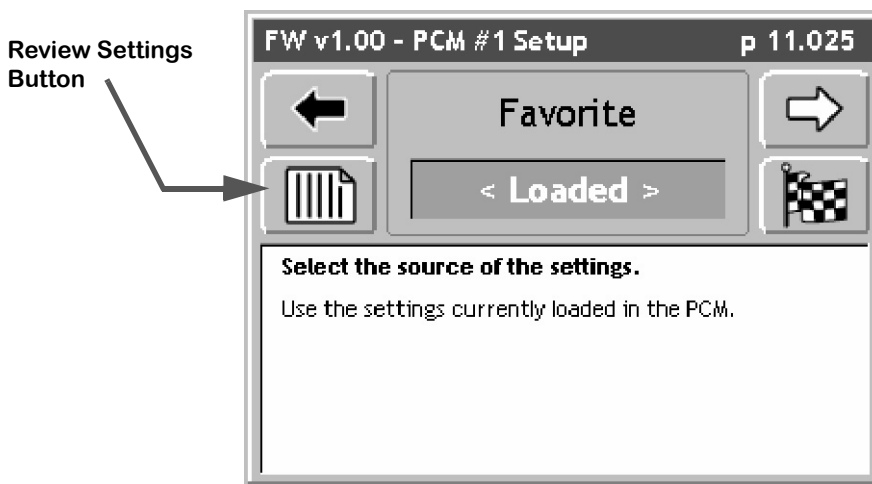 Review Settings
Button
FW v1.00 - PCM #1 Setup p 11.025
Favorite
< Loaded >
Select the source of the settings.
Use the settings currently loaded in the PCM.